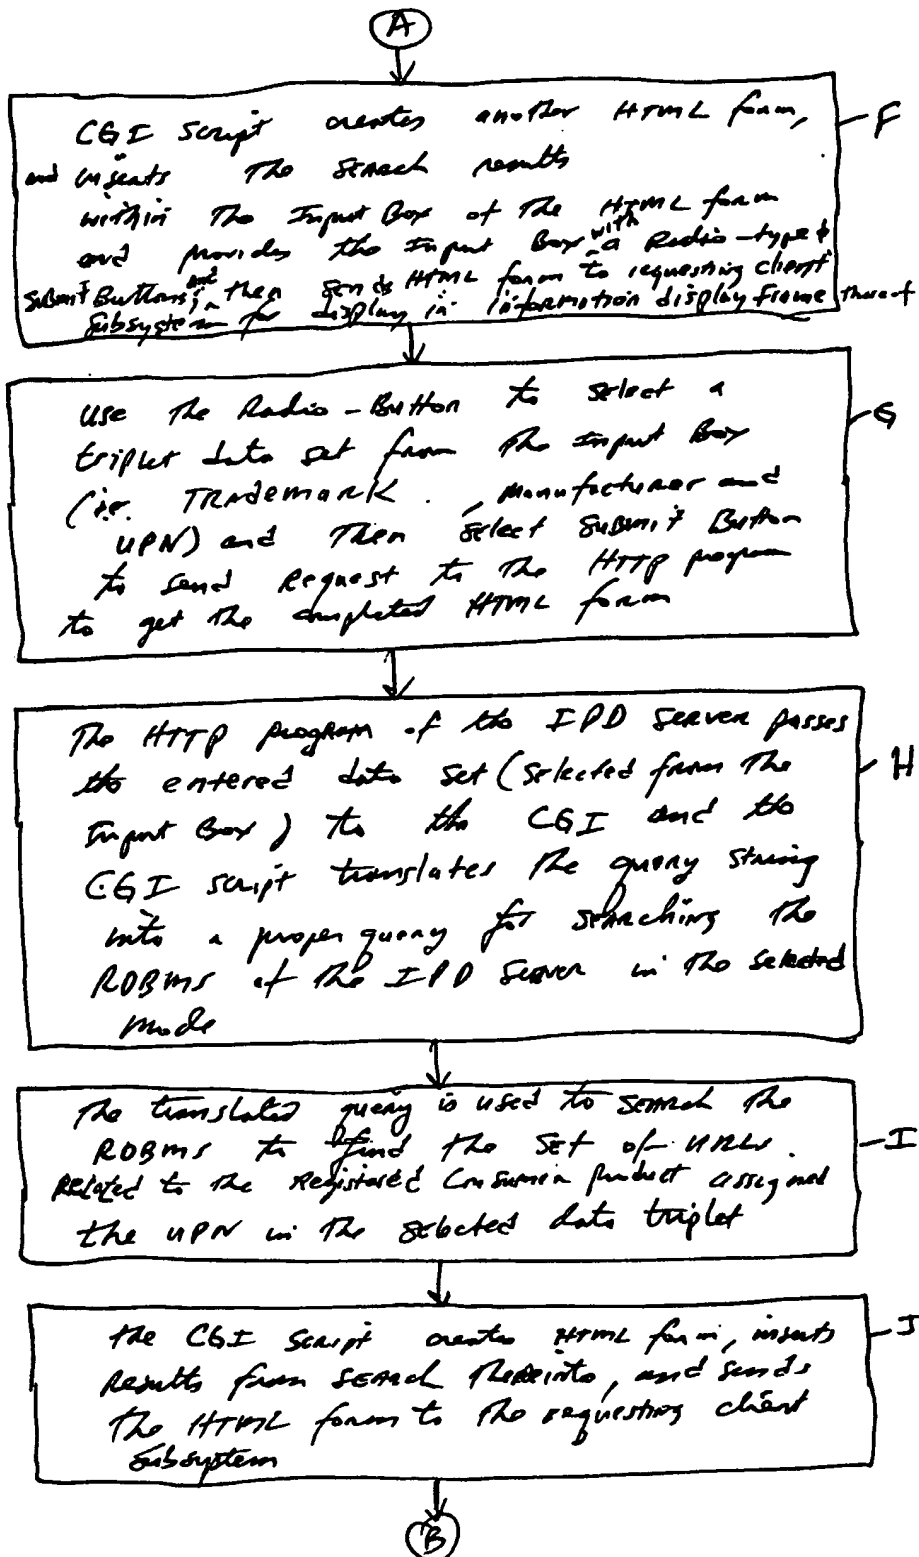 A
CGI Script creates another HTML form,
and inserts The SEARCH results
within The Input Box of The HTML form
and provides the Input Box with a Radio-type &
Submit Buttons, and then sends HTML form to requesting client
Subsystem for display in information display Frame thereof
F
use The Radio-Button to select a
triplet data set from The Input Box
(i.e. TRademark, Manufacturer and
UPN) and Then Select Submit Button
to send Request to the HTTP program
to get the completed HTML form
G
The HTTP program of the IPD Server passes
the entered data set (selected from The
Input Box) to the CGI and the
CGI script translates The query string
into a proper query for SEARCHing The
RDBMS of The IPD Server in The selected
Mode
H
The translated query is used to SEARCH The
RDBMS to find the SET of URLs
Related to The Registered Consumer product assigned
the UPN in The selected data triplet
I
the CGI Script creates HTML form, inserts
Results from SEARCH Thereinto, and sends
The HTML form to The requesting client
Subsystem
J
B